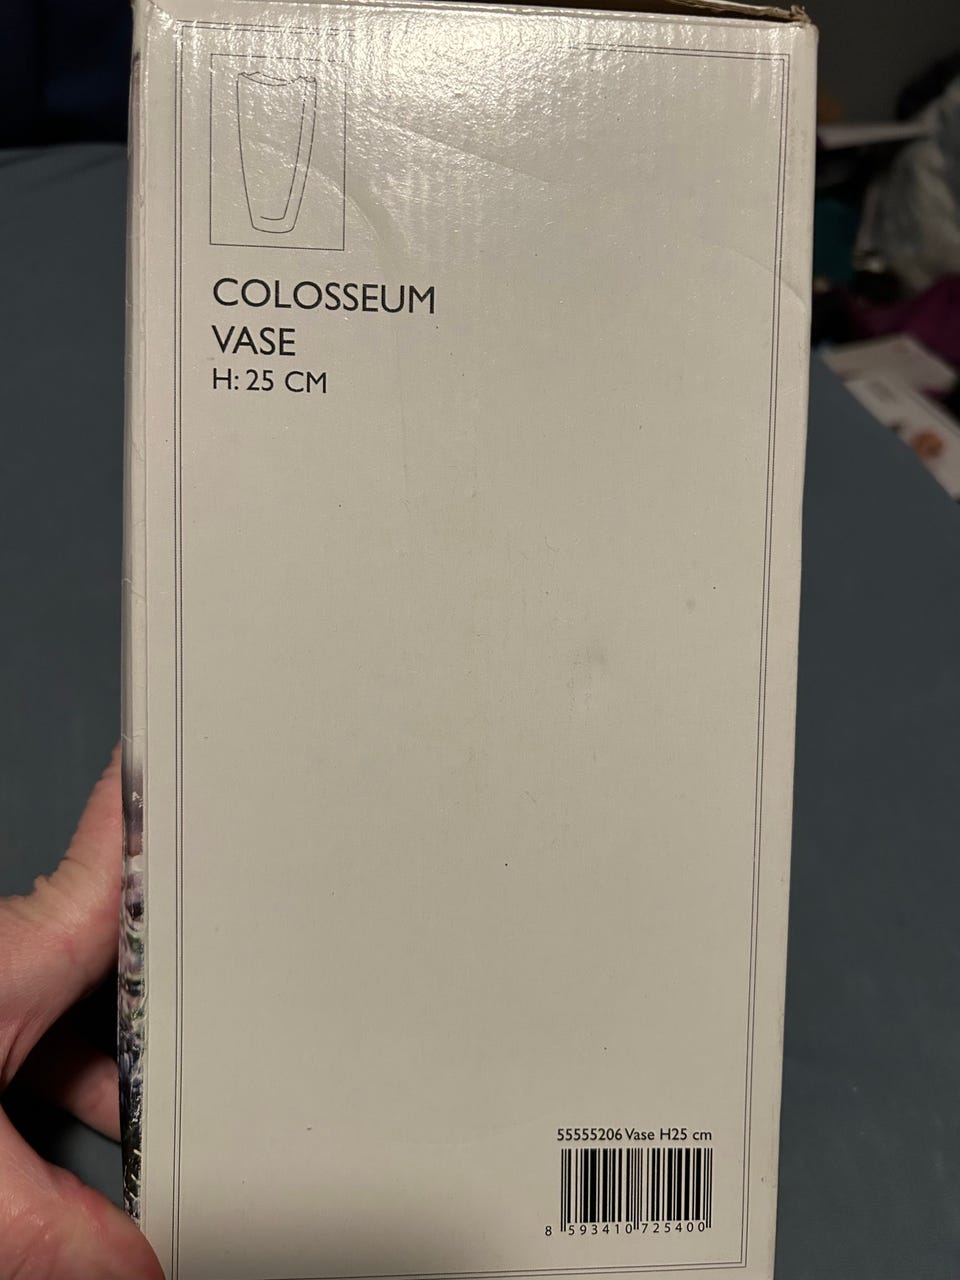 COLOSSEUM
VASE
H: 25 CM
55555206 Vase H25 cm
8 593410 725400